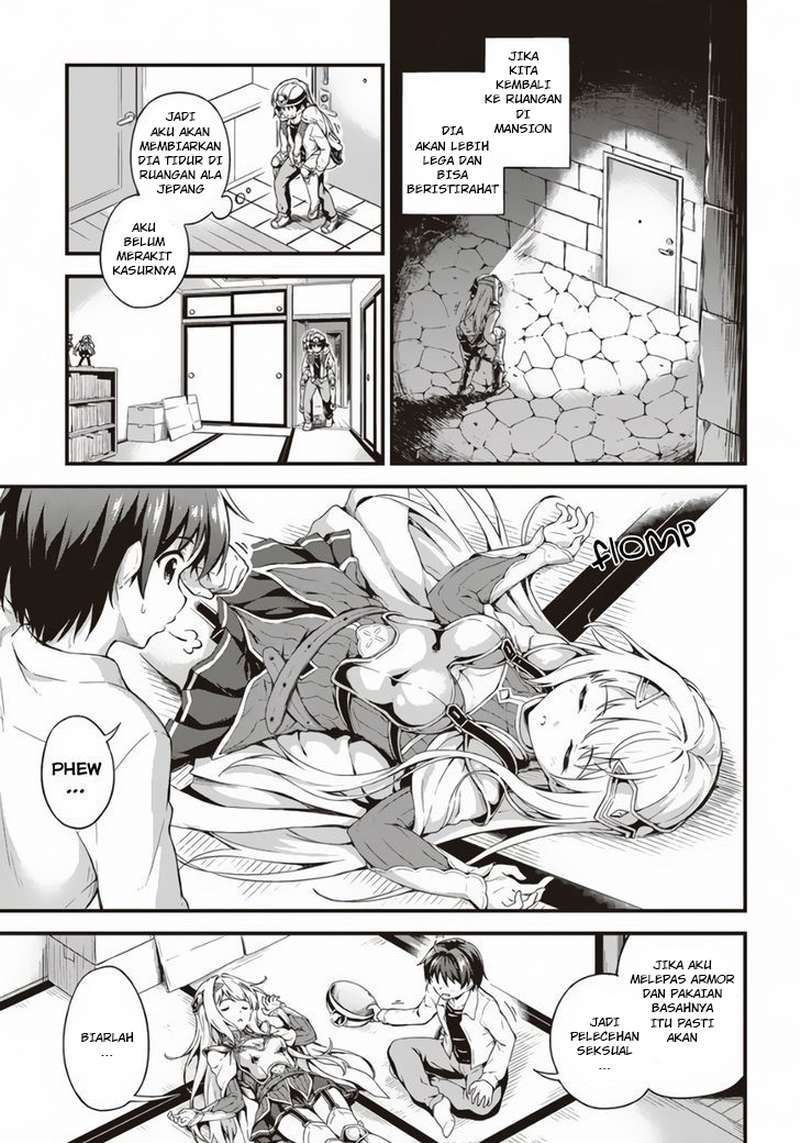 JIKA
KITA
KEMBALI
KE RUANGAN
DI
MANSION
DIA
AKAN LEBIH
LEGA DAN
BISA
BERISTIRAHAT
JADI
AKU AKAN
MEMBIARKAN
DIA TIDUR DI
RUANGAN ALA
JEPANG
AKU
BELUM
MERAKIT
KASURNYA
flomp
PHEW
...
JIKA AKU
MELEPAS ARMOR
DAN PAKAIAN
BASAHNYA
ITU PASTI
AKAN
JADI
PELECEHAN
SEKSUAL
...
BIARLAH
...